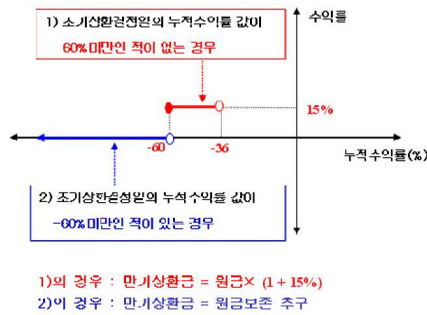 1) 조기상환결정일의 누적수익률 값이
60%미만인 적이 없는 경우
수익률
15%
-60
-36
누적수익률(%)
2) 조기상환결정일의 누적수익률 값이
-60%미만인 적이 있는 경우
1)의 경우 : 만기상환금 = 원금× (1 + 15%)
2)의 경우 : 만기상환금 = 원금보존 추구